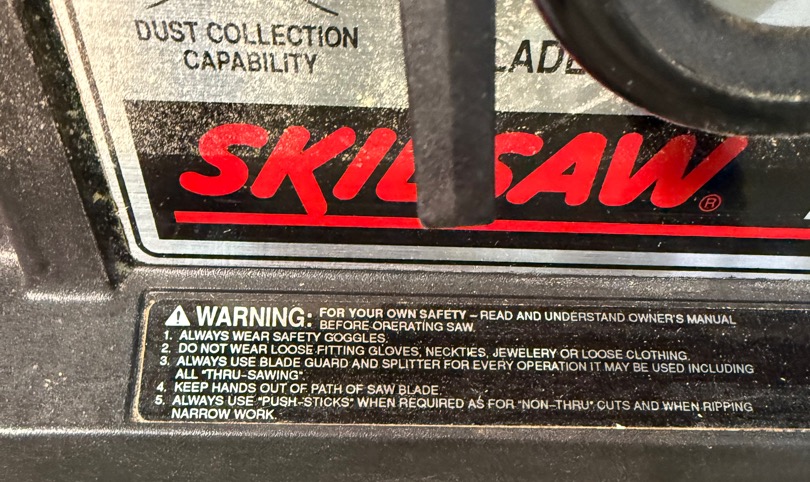 DUST COLLECTION
CAPABILITY
SKILSAW®
⚠ WARNING: FOR YOUR OWN SAFETY – READ AND UNDERSTAND OWNER'S MANUAL
BEFORE OPERATING SAW.
1. ALWAYS WEAR SAFETY GOGGLES.
2. DO NOT WEAR LOOSE FITTING GLOVES, NECKTIES, JEWELERY OR LOOSE CLOTHING.
3. ALWAYS USE BLADE GUARD AND SPLITTER FOR EVERY OPERATION IT MAY BE USED INCLUDING
ALL "THRU-SAWING".
4. KEEP HANDS OUT OF PATH OF SAW BLADE.
5. ALWAYS USE "PUSH-STICKS" WHEN REQUIRED AS FOR "NON-THRU" CUTS AND WHEN RIPPING
NARROW WORK.